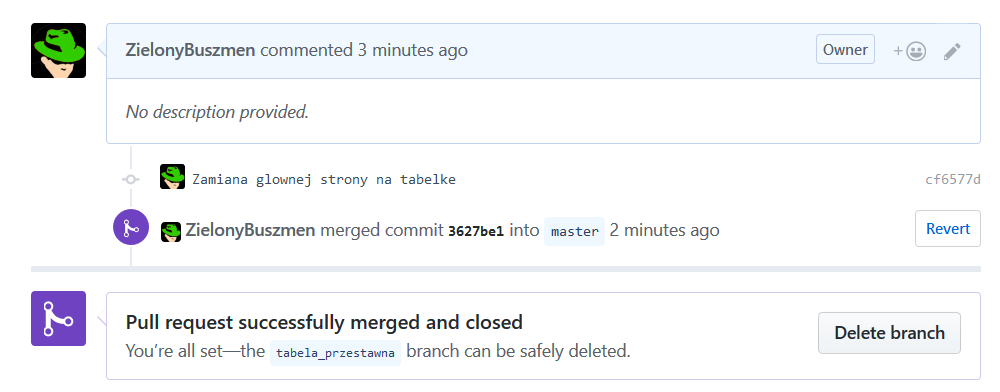 ZielonyBuszmen commented 3 minutes ago Owner +
No description provided.
Zamiana glownej strony na tabelke cf6577d
ZielonyBuszmen merged commit 3627be1 into master 2 minutes ago Revert
Pull request successfully merged and closed
Delete branch
You're all set—the tabela_przestawna branch can be safely deleted.